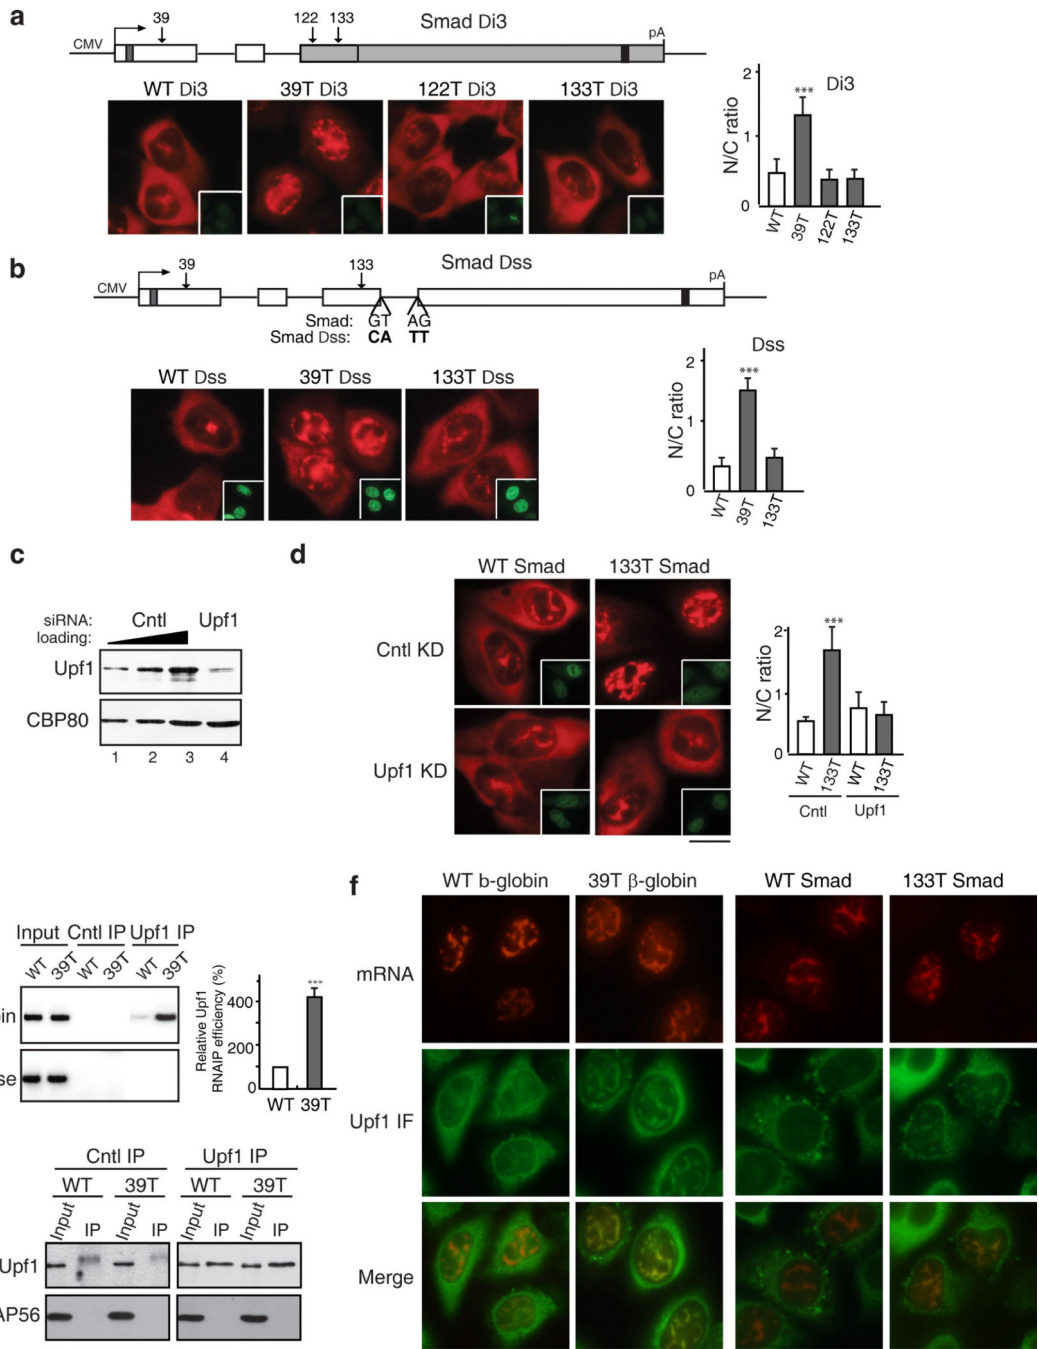 a
Smad Di3
CMV
39
122
133
pA
WT Di3
39T Di3
122T Di3
133T Di3
N/C ratio
2
1
0
Di3
***
WT
39T
122T
133T
b
Smad Dss
CMV
39
133
pA
Smad: GT AG
Smad Dss: CA TT
WT Dss
39T Dss
133T Dss
N/C ratio
2
1
0
Dss
***
WT
39T
133T
c
siRNA: Cntl Upf1
loading:
Upf1
CBP80
1 2 3 4
d
WT Smad
133T Smad
Cntl KD
Upf1 KD
N/C ratio
2
1
0
***
WT
133T
WT
133T
Cntl
Upf1
Input Cntl IP Upf1 IP
WT 39T WT 39T WT 39T
in
se
Relative Upf1
RNAIP efficiency (%)
400
200
0
***
WT 39T
Cntl IP Upf1 IP
WT 39T WT 39T
Input IP Input IP Input IP Input IP
Upf1
AP56
f
WT b-globin
39T β-globin
WT Smad
133T Smad
mRNA
Upf1 IF
Merge